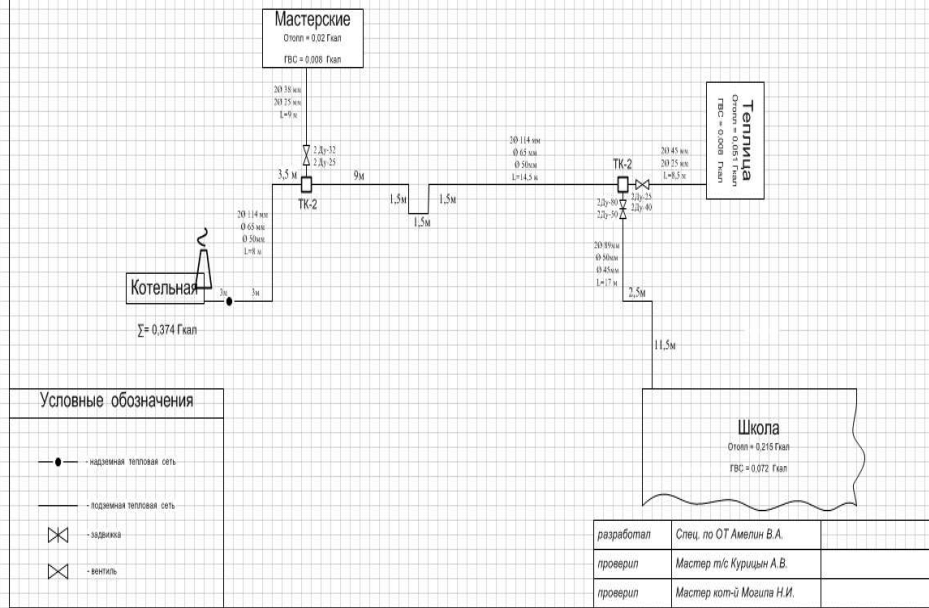 Мастерские
Отопл = 0,02 Гкал
ГВС = 0,008 Гкал
2Ø 38 мм
2Ø 25 мм
L=9 м
2 Ду-32
2 Ду-25
3,5 м
9м
ТК-2
1,5м
1,5м
1,5м
2Ø 114 мм
Ø 65 мм
Ø 50мм
L=14,5 м
ТК-2
2Ø 45 мм
2Ø 25 мм
L=8,5м
Теплица
Отопл = 0,051 Гкал
ГВС = 0,008 Гкал
2Ду-25
2Ду-40
2Ду-80
2Ду-50
2Ø 114 мм
Ø 65 мм
Ø 50мм
L=8 м
Котельная
3м
3м
∑= 0,374 Гкал
2Ø 89мм
Ø 80мм
Ø 45мм
L=17 м
2,5м
11,5м
Школа
Отопл = 0,215 Гкал
ГВС = 0,072 Гкал
Условные обозначения
- надземная тепловая сеть
- подземная тепловая сеть
- задвижка
- вентиль
разработал Спец. по ОТ Амелин В.А.
проверил Мастер т/с Курицын А.В.
проверил Мастер кот-й Могила Н.И.